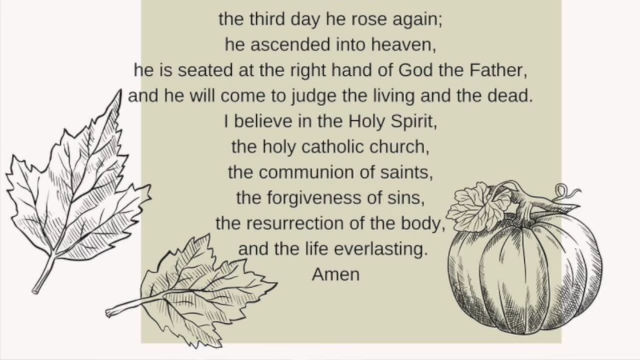 the third day he rose again;
he ascended into heaven,
he is seated at the right hand of God the Father,
and he will come to judge the living and the dead.
I believe in the Holy Spirit,
the holy catholic church,
the communion of saints,
the forgiveness of sins,
the resurrection of the body,
and the life everlasting.
Amen